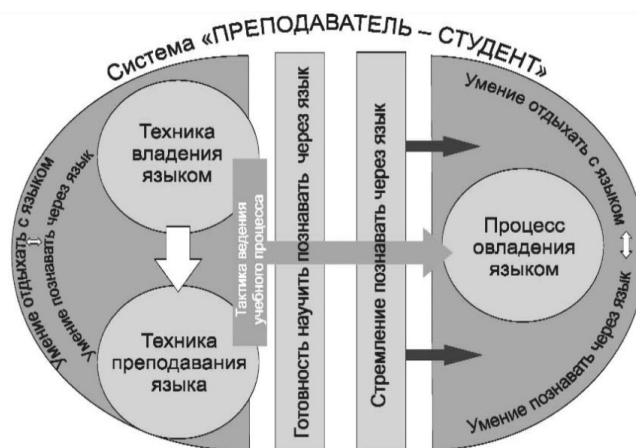 Система «ПРЕПОДАВАТЕЛЬ – СТУДЕНТ»
Техника
владения
языком
Техника
преподавания
языка
Умение отдыхать с языком
Умение познавать через язык
Тактика ведения
учебного процесса
Готовность научить познавать через язык
Стремление познавать через язык
Умение отдыхать с языком
Процесс
овладения
языком
Умение познавать через язык